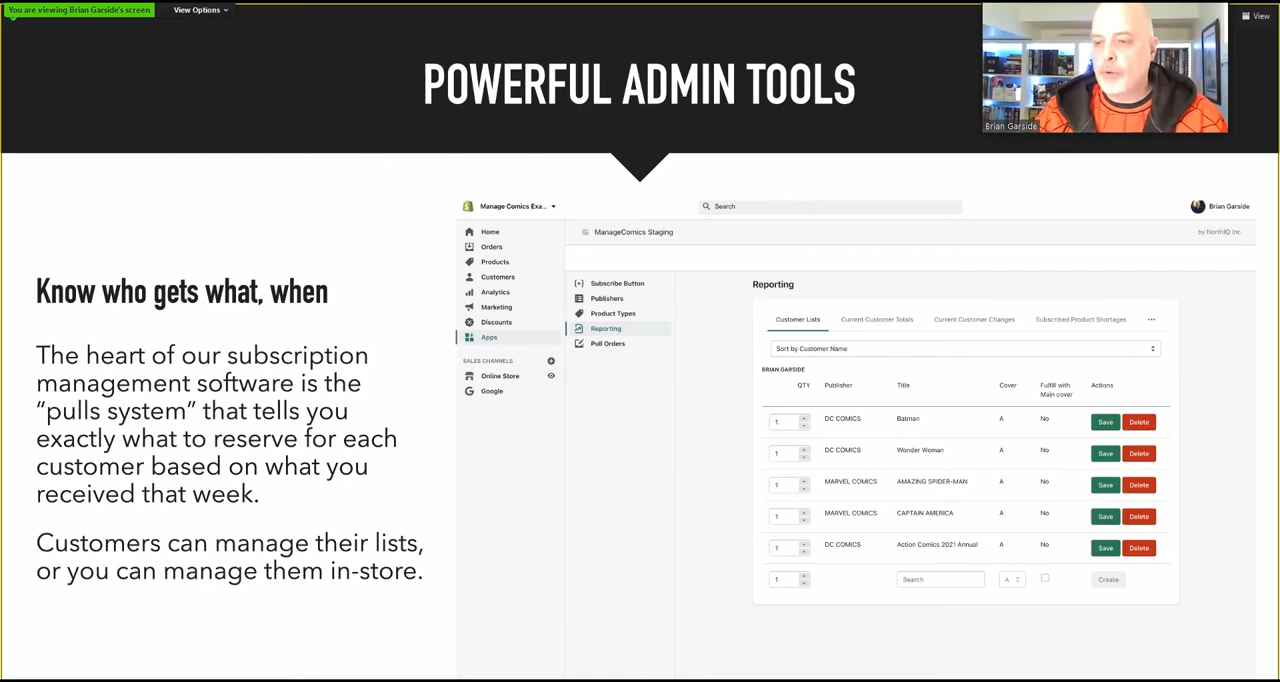 You are viewing Brian Garside's screen
View Options
View
POWERFUL ADMIN TOOLS
Brian Garside
Know who gets what, when
The heart of our subscription
management software is the
“pulls system” that tells you
exactly what to reserve for each
customer based on what you
received that week.
Customers can manage their lists,
or you can manage them in-store.
Manage Comics Exa...
Search
Brian Garside
Home
Orders
Products
Customers
Analytics
Marketing
Discounts
Apps
SALES CHANNELS
Online Store
Google
ManageComics Staging
by NorthIQ Inc.
Subscribe Button
Publishers
Product Types
Reporting
Pull Orders
Reporting
Customer Lists Current Customer Totals Current Customer Changes Subscribed Product Shortages ...
Sort by Customer Name
BRIAN GARSIDE
QTY Publisher Title Cover Fulfill with Main cover Actions
1 DC COMICS Batman A No Save Delete
1 DC COMICS Wonder Woman A No Save Delete
1 MARVEL COMICS AMAZING SPIDER-MAN A No Save Delete
1 MARVEL COMICS CAPTAIN AMERICA A No Save Delete
1 DC COMICS Action Comics 2021 Annual A No Save Delete
1 Search A Create